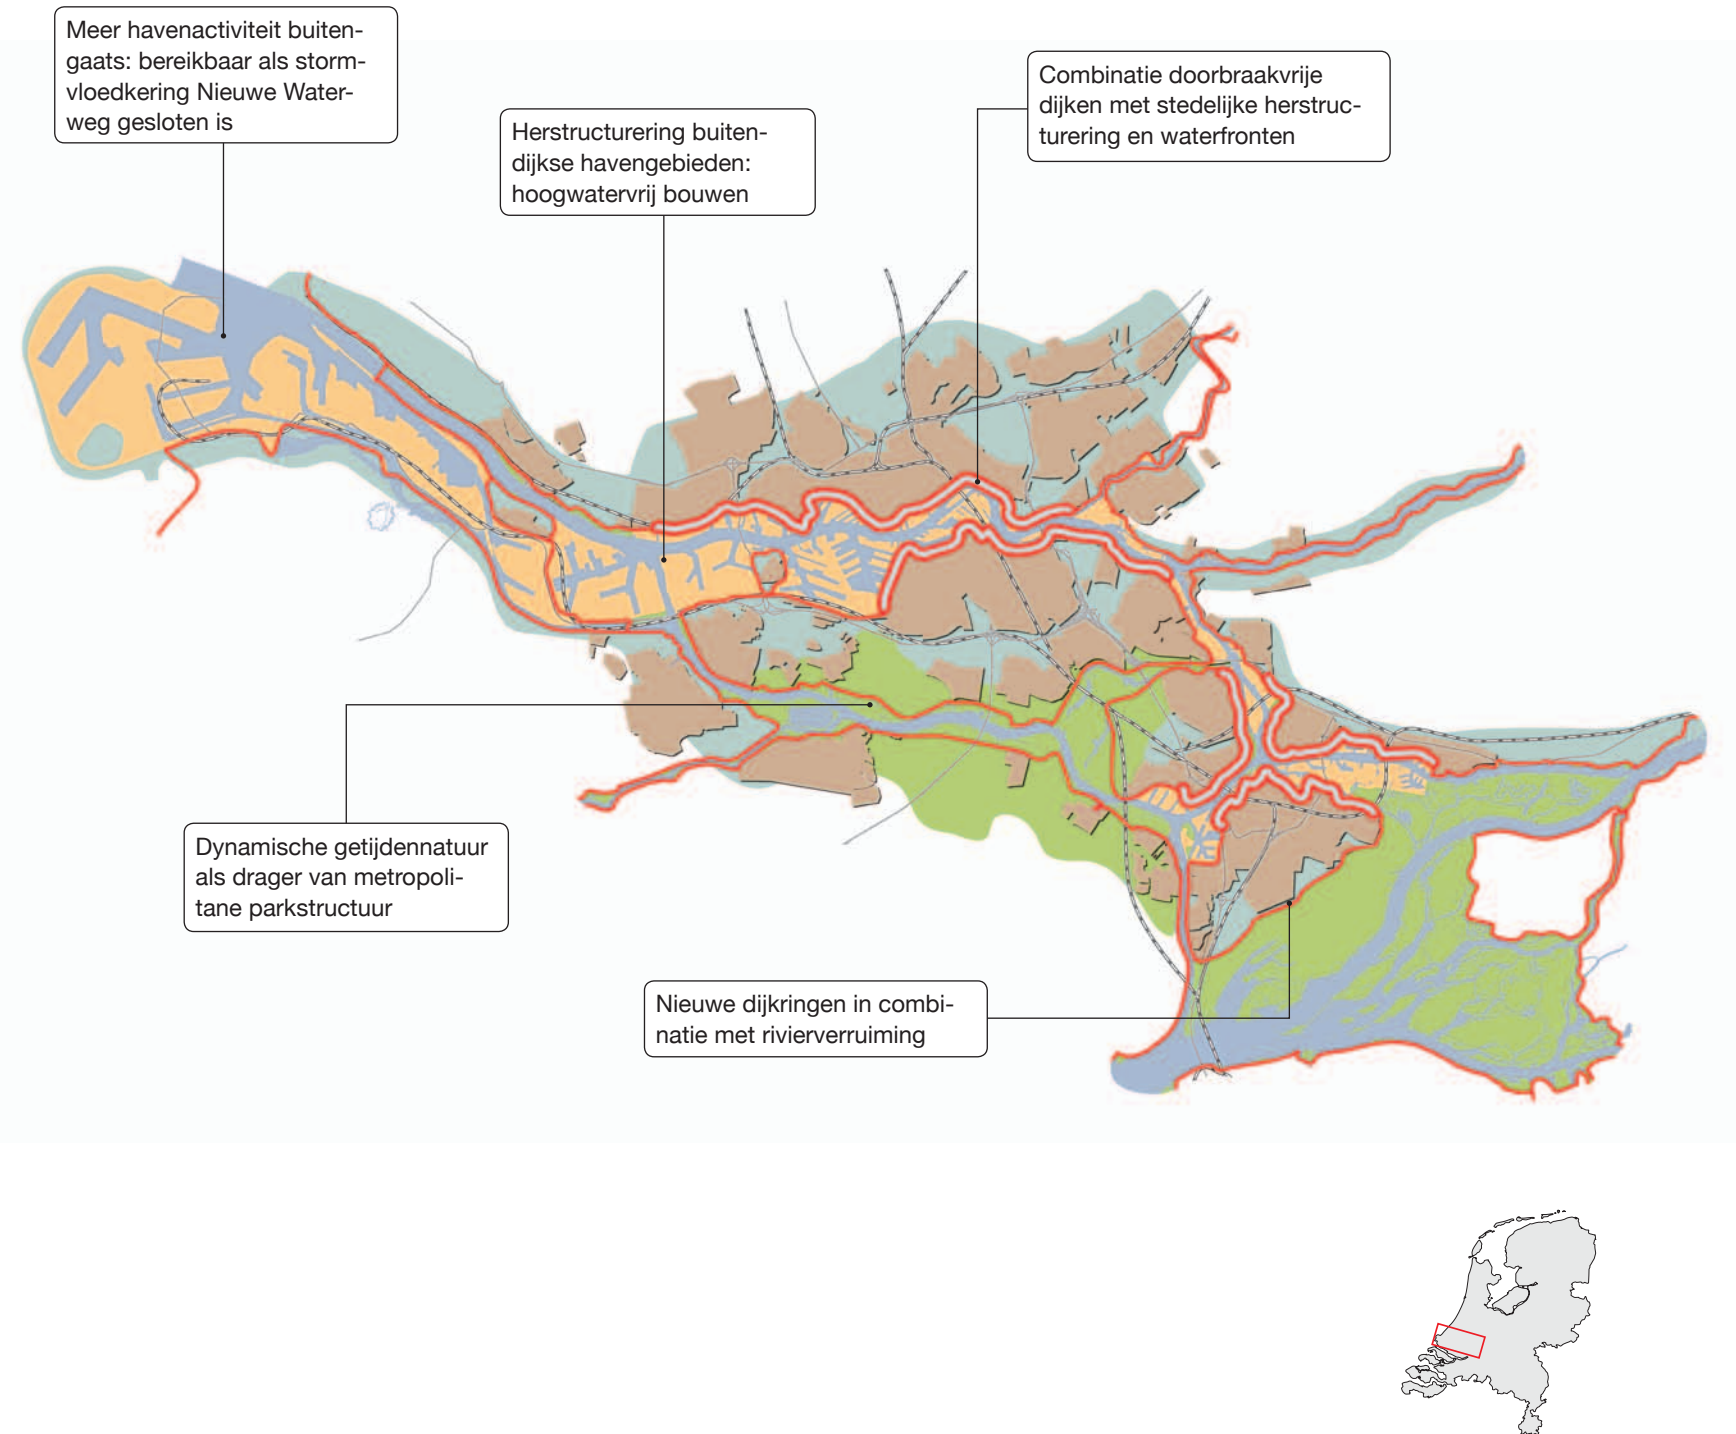 Meer havenactiviteit buiten-
gaats: bereikbaar als storm-
vloedkering Nieuwe Water-
weg gesloten is
Herstructurering buiten-
dijkse havengebieden:
hoogwatervrij bouwen
Combinatie doorbraakvrije
dijken met stedelijke herstruc-
turering en waterfronten
Dynamische getijdennatuur
als drager van metropoli-
tane parkstructuur
Nieuwe dijkringen in combi-
natie met rivierverruiming